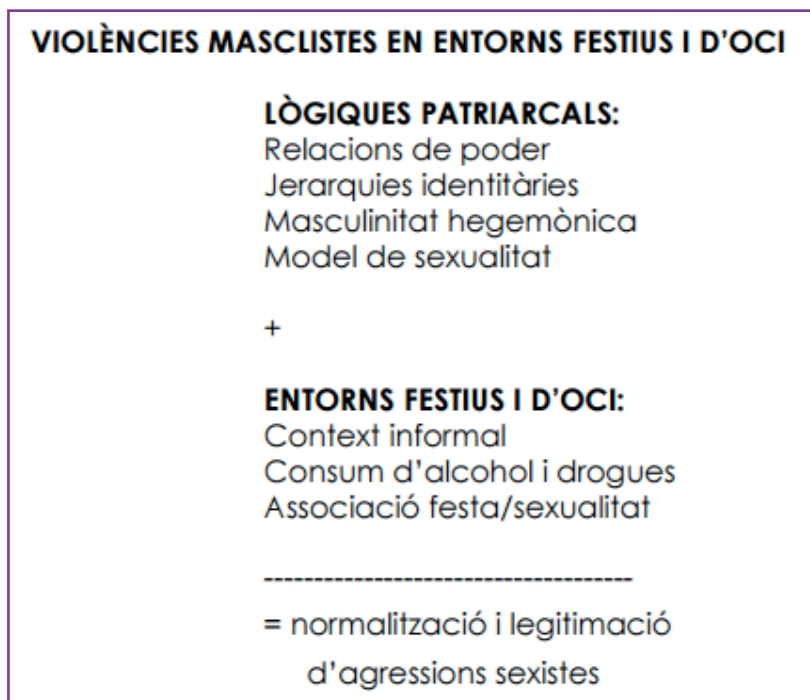 VIOLÈNCIES MASCLISTES EN ENTORNS FESTIUS I D'OCI
LÒGIQUES PATRIARCALS:
Relacions de poder
Jerarquies identitàries
Masculinitat hegemònica
Model de sexualitat
+
ENTORNS FESTIUS I D'OCI:
Context informal
Consum d'alcohol i drogues
Associació festa/sexualitat
-------------------------------------
= normalització i legitimació
d'agressions sexistes